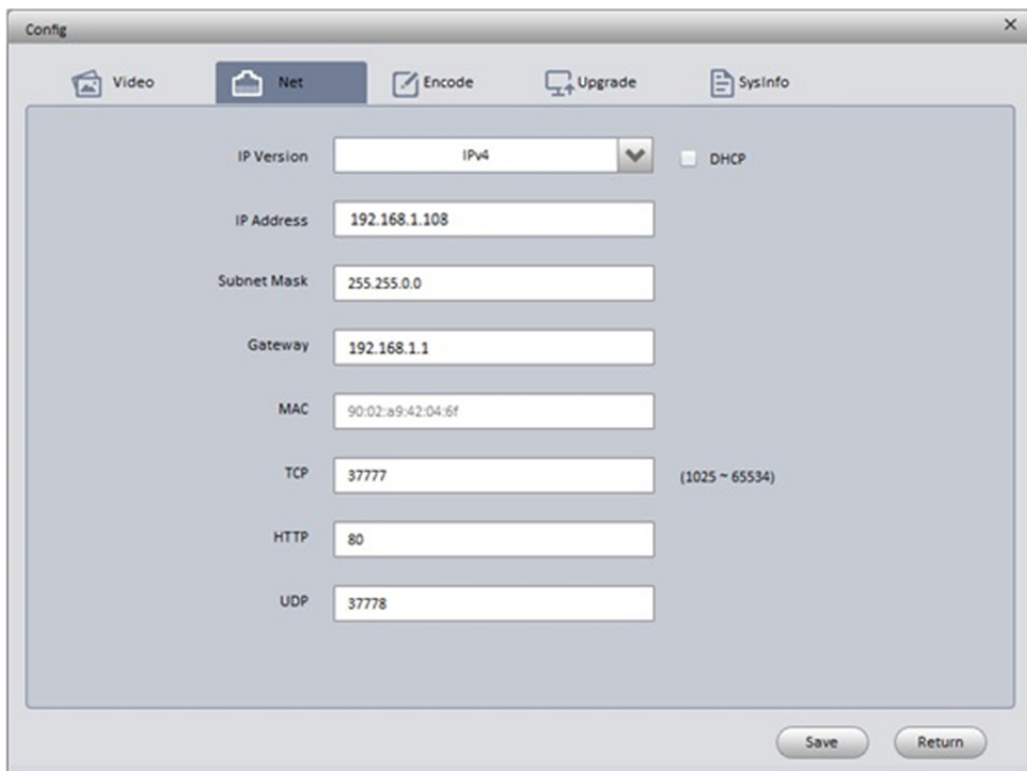 Config
Video Net Encode Upgrade SysInfo
IP Version IPv4 DHCP
IP Address 192.168.1.108
Subnet Mask 255.255.0.0
Gateway 192.168.1.1
MAC 90:02:a9:42:04:6f
TCP 37777 (1025 ~ 65534)
HTTP 80
UDP 37778
Save Return